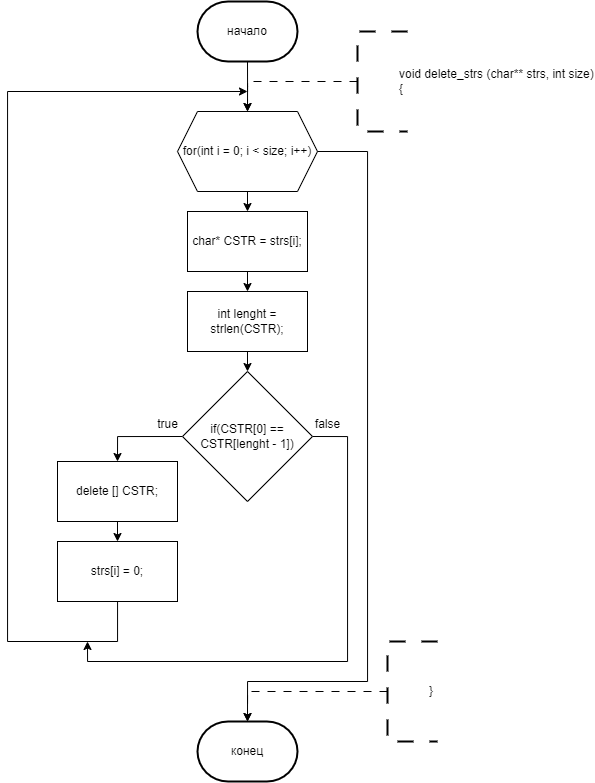 начало
void delete_strs (char** strs, int size)
{
for(int i = 0; i < size; i++)
char* CSTR = strs[i];
int lenght =
strlen(CSTR);
true
false
if(CSTR[0] ==
CSTR[lenght - 1])
delete [] CSTR;
strs[i] = 0;
}
конец